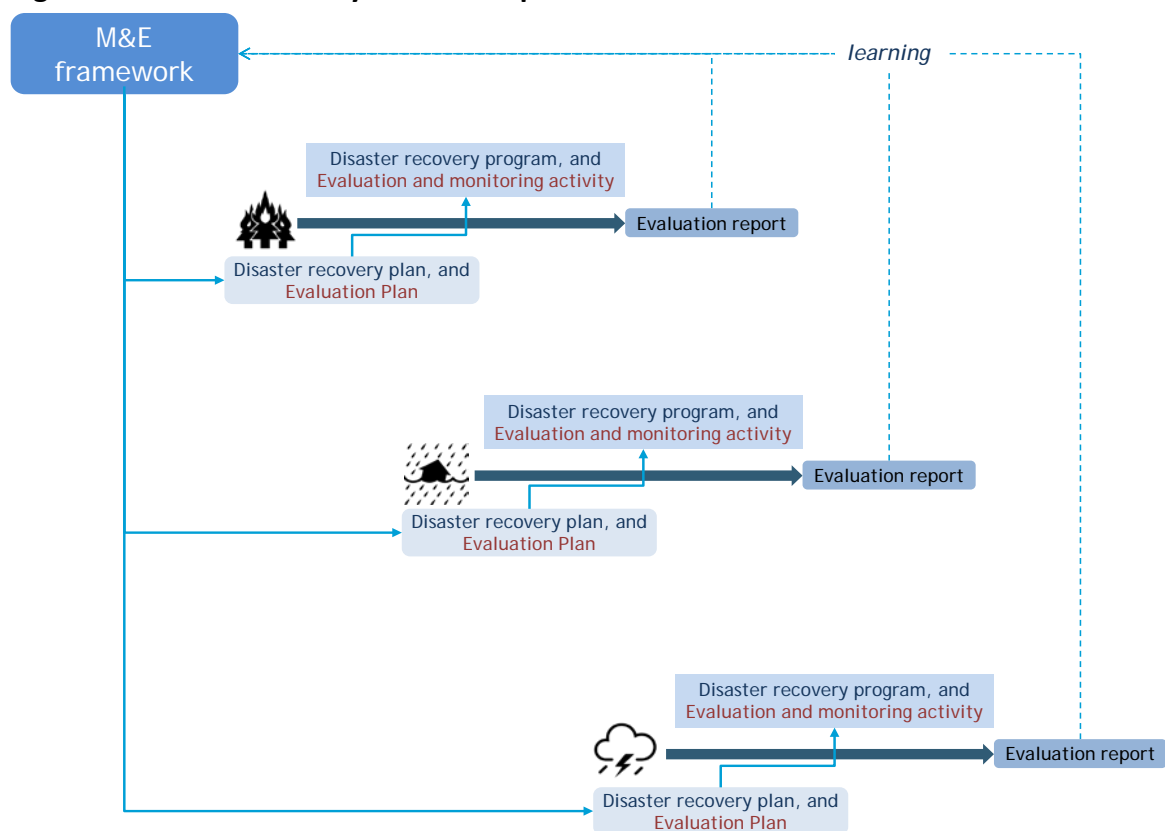 M&E
framework
learning
Disaster recovery program, and
Evaluation and monitoring activity
Evaluation report
Disaster recovery plan, and
Evaluation Plan
Disaster recovery program, and
Evaluation and monitoring activity
Evaluation report
Disaster recovery plan, and
Evaluation Plan
Disaster recovery program, and
Evaluation and monitoring activity
Evaluation report
Disaster recovery plan, and
Evaluation Plan